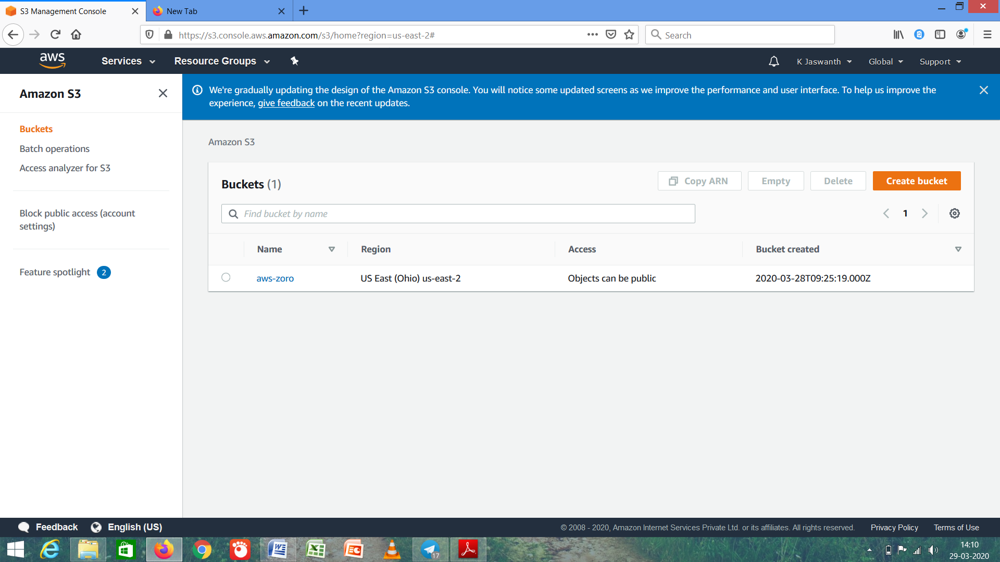 S3 Management Console
New Tab
https://s3.console.aws.amazon.com/s3/home?region=us-east-2#
Search
aws
Services
Resource Groups
K Jaswanth
Global
Support
Amazon S3
We're gradually updating the design of the Amazon S3 console. You will notice some updated screens as we improve the performance and user interface. To help us improve the
experience, give feedback on the recent updates.
Buckets
Batch operations
Access analyzer for S3
Block public access (account
settings)
Feature spotlight 2
Amazon S3
Buckets (1)
Copy ARN
Empty
Delete
Create bucket
Find bucket by name
1
Name
Region
Access
Bucket created
aws-zoro
US East (Ohio) us-east-2
Objects can be public
2020-03-28T09:25:19.000Z
Feedback
English (US)
© 2008 - 2020, Amazon Internet Services Private Ltd. or its affiliates. All rights reserved.
Privacy Policy
Terms of Use
17
14:10
29-03-2020